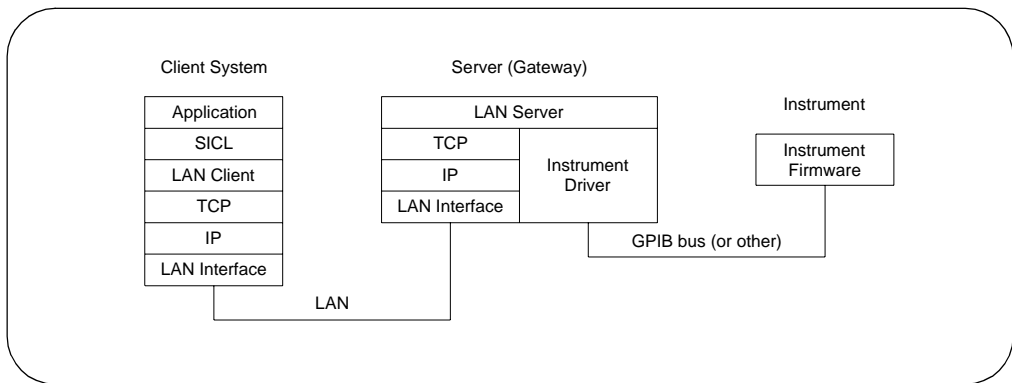 Client System
Application
SICL
LAN Client
TCP
IP
LAN Interface
LAN
Server (Gateway)
LAN Server
TCP
IP
LAN Interface
Instrument
Driver
GPIB bus (or other)
Instrument
Instrument
Firmware